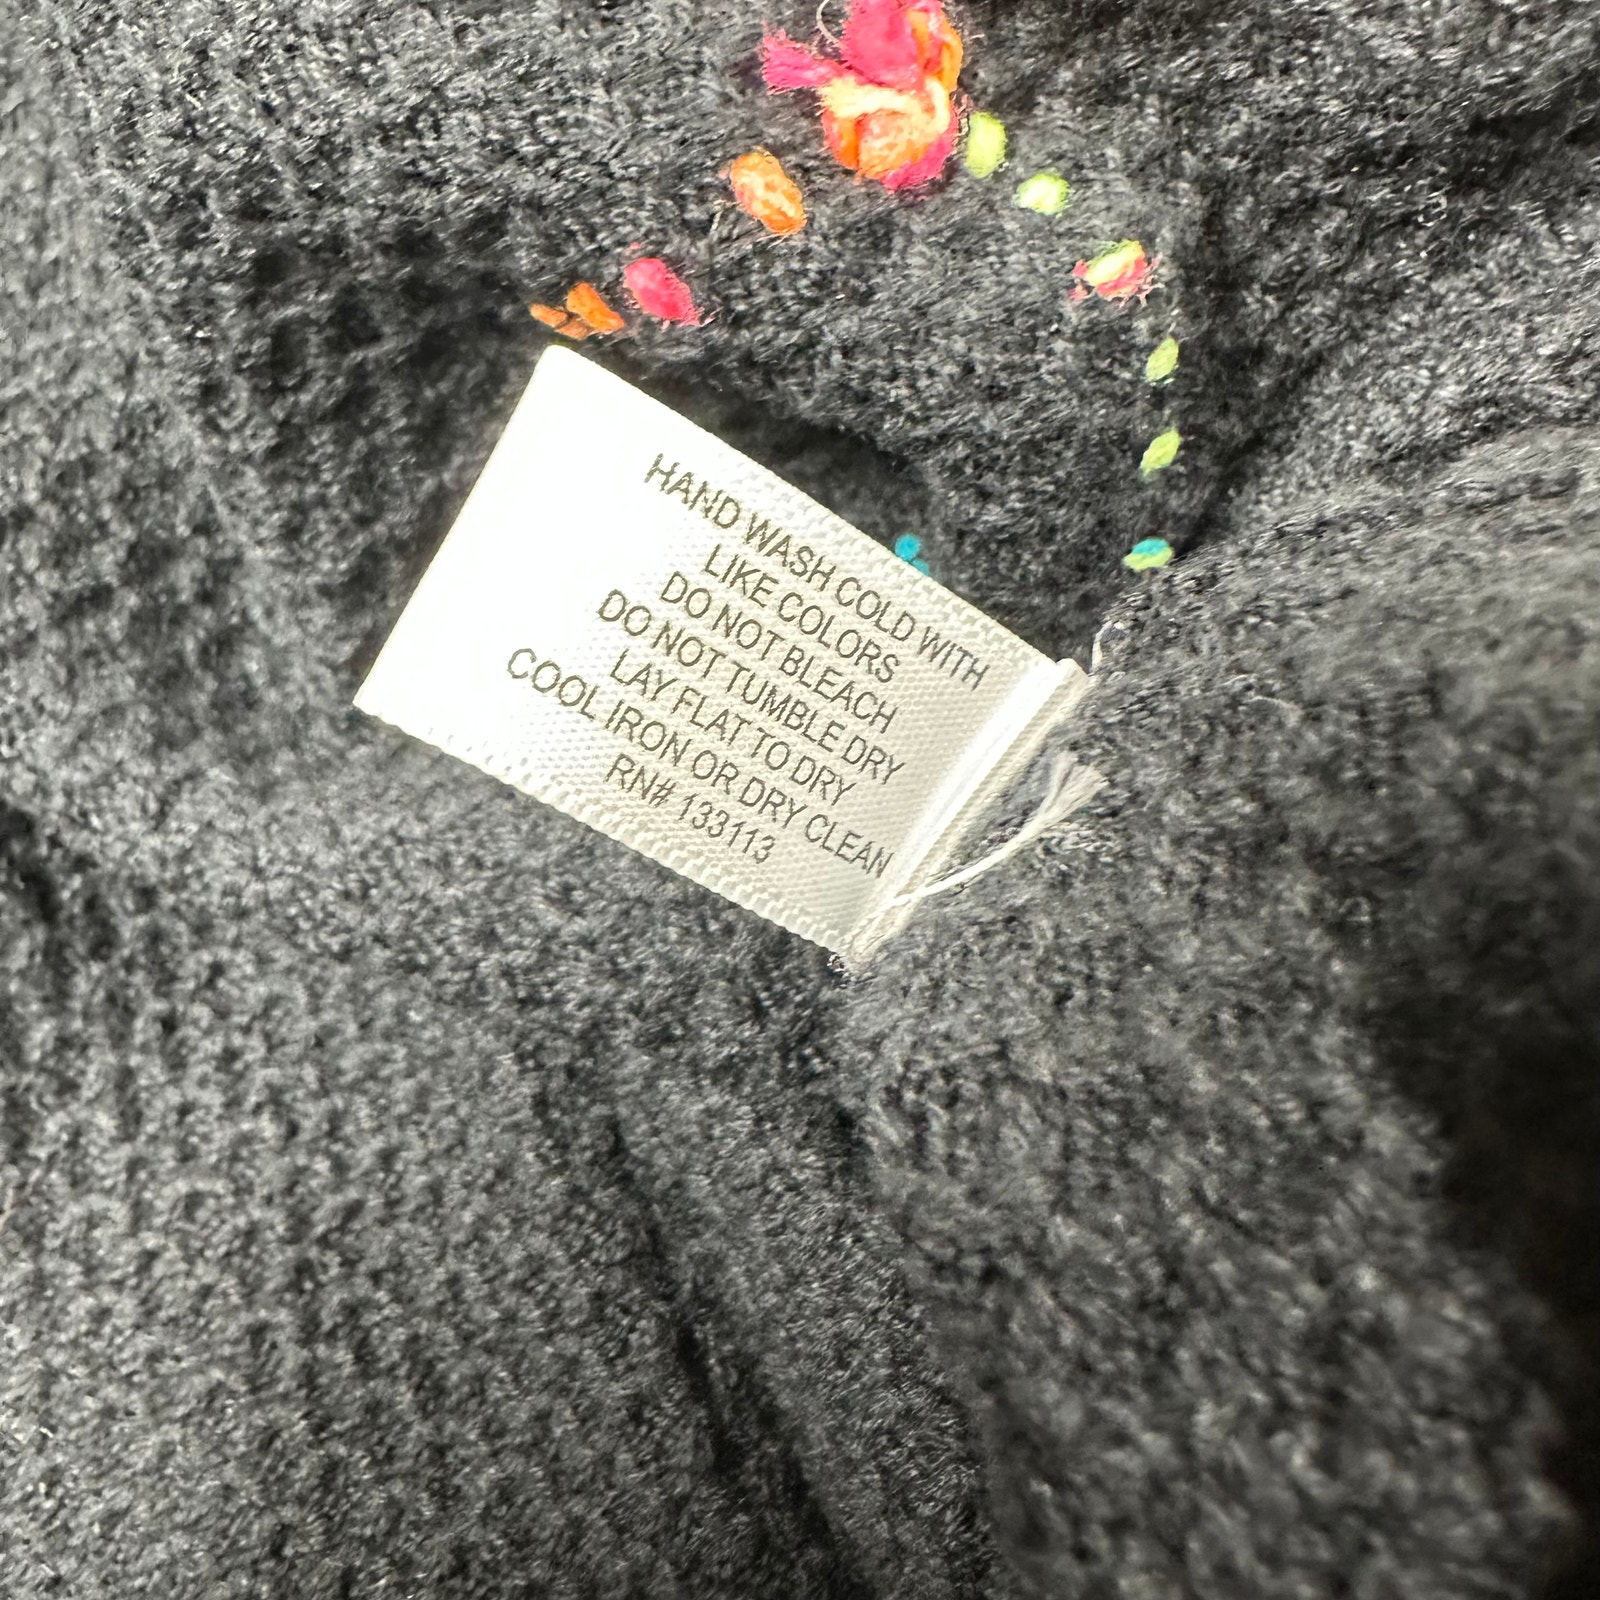 HAND WASH COLD WITH
LIKE COLORS
DO NOT BLEACH
DO NOT TUMBLE DRY
LAY FLAT TO DRY
COOL IRON OR DRY CLEAN
RN# 133113